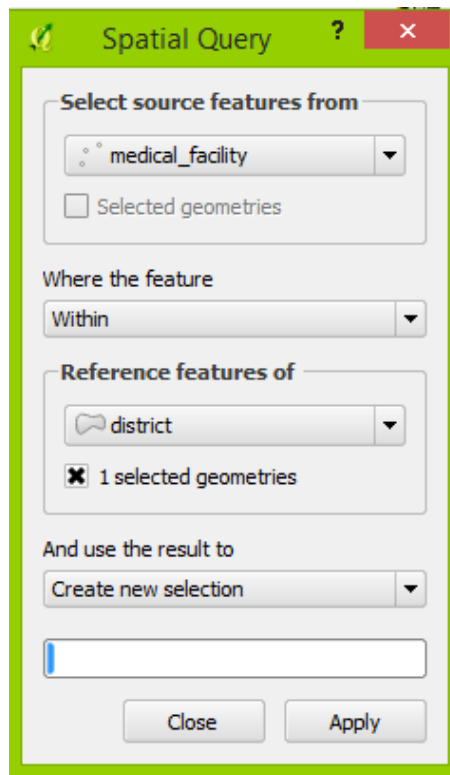 Spatial Query ?
Select source features from
medical_facility
Selected geometries
Where the feature
Within
Reference features of
district
1 selected geometries
And use the result to
Create new selection
Close Apply